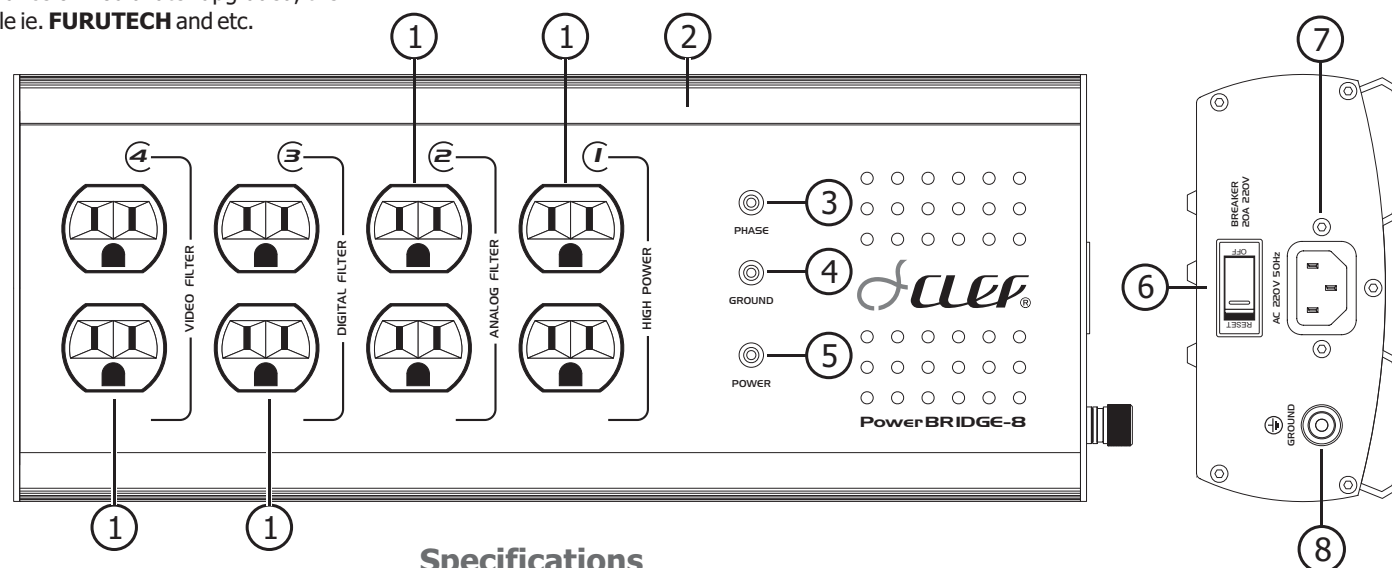 le ie. FURUTECH and etc.
1
1
2
7
4
3
2
1
VIDEO FILTER
DIGITAL FILTER
ANALOG FILTER
HIGH POWER
PHASE
3
GROUND
4
POWER
5
CLEF®
PowerBRIDGE-8
BREAKER
20A 220V
OFF
RESET
AC 220V 50Hz
6
GROUND
1
1
8
Specifications